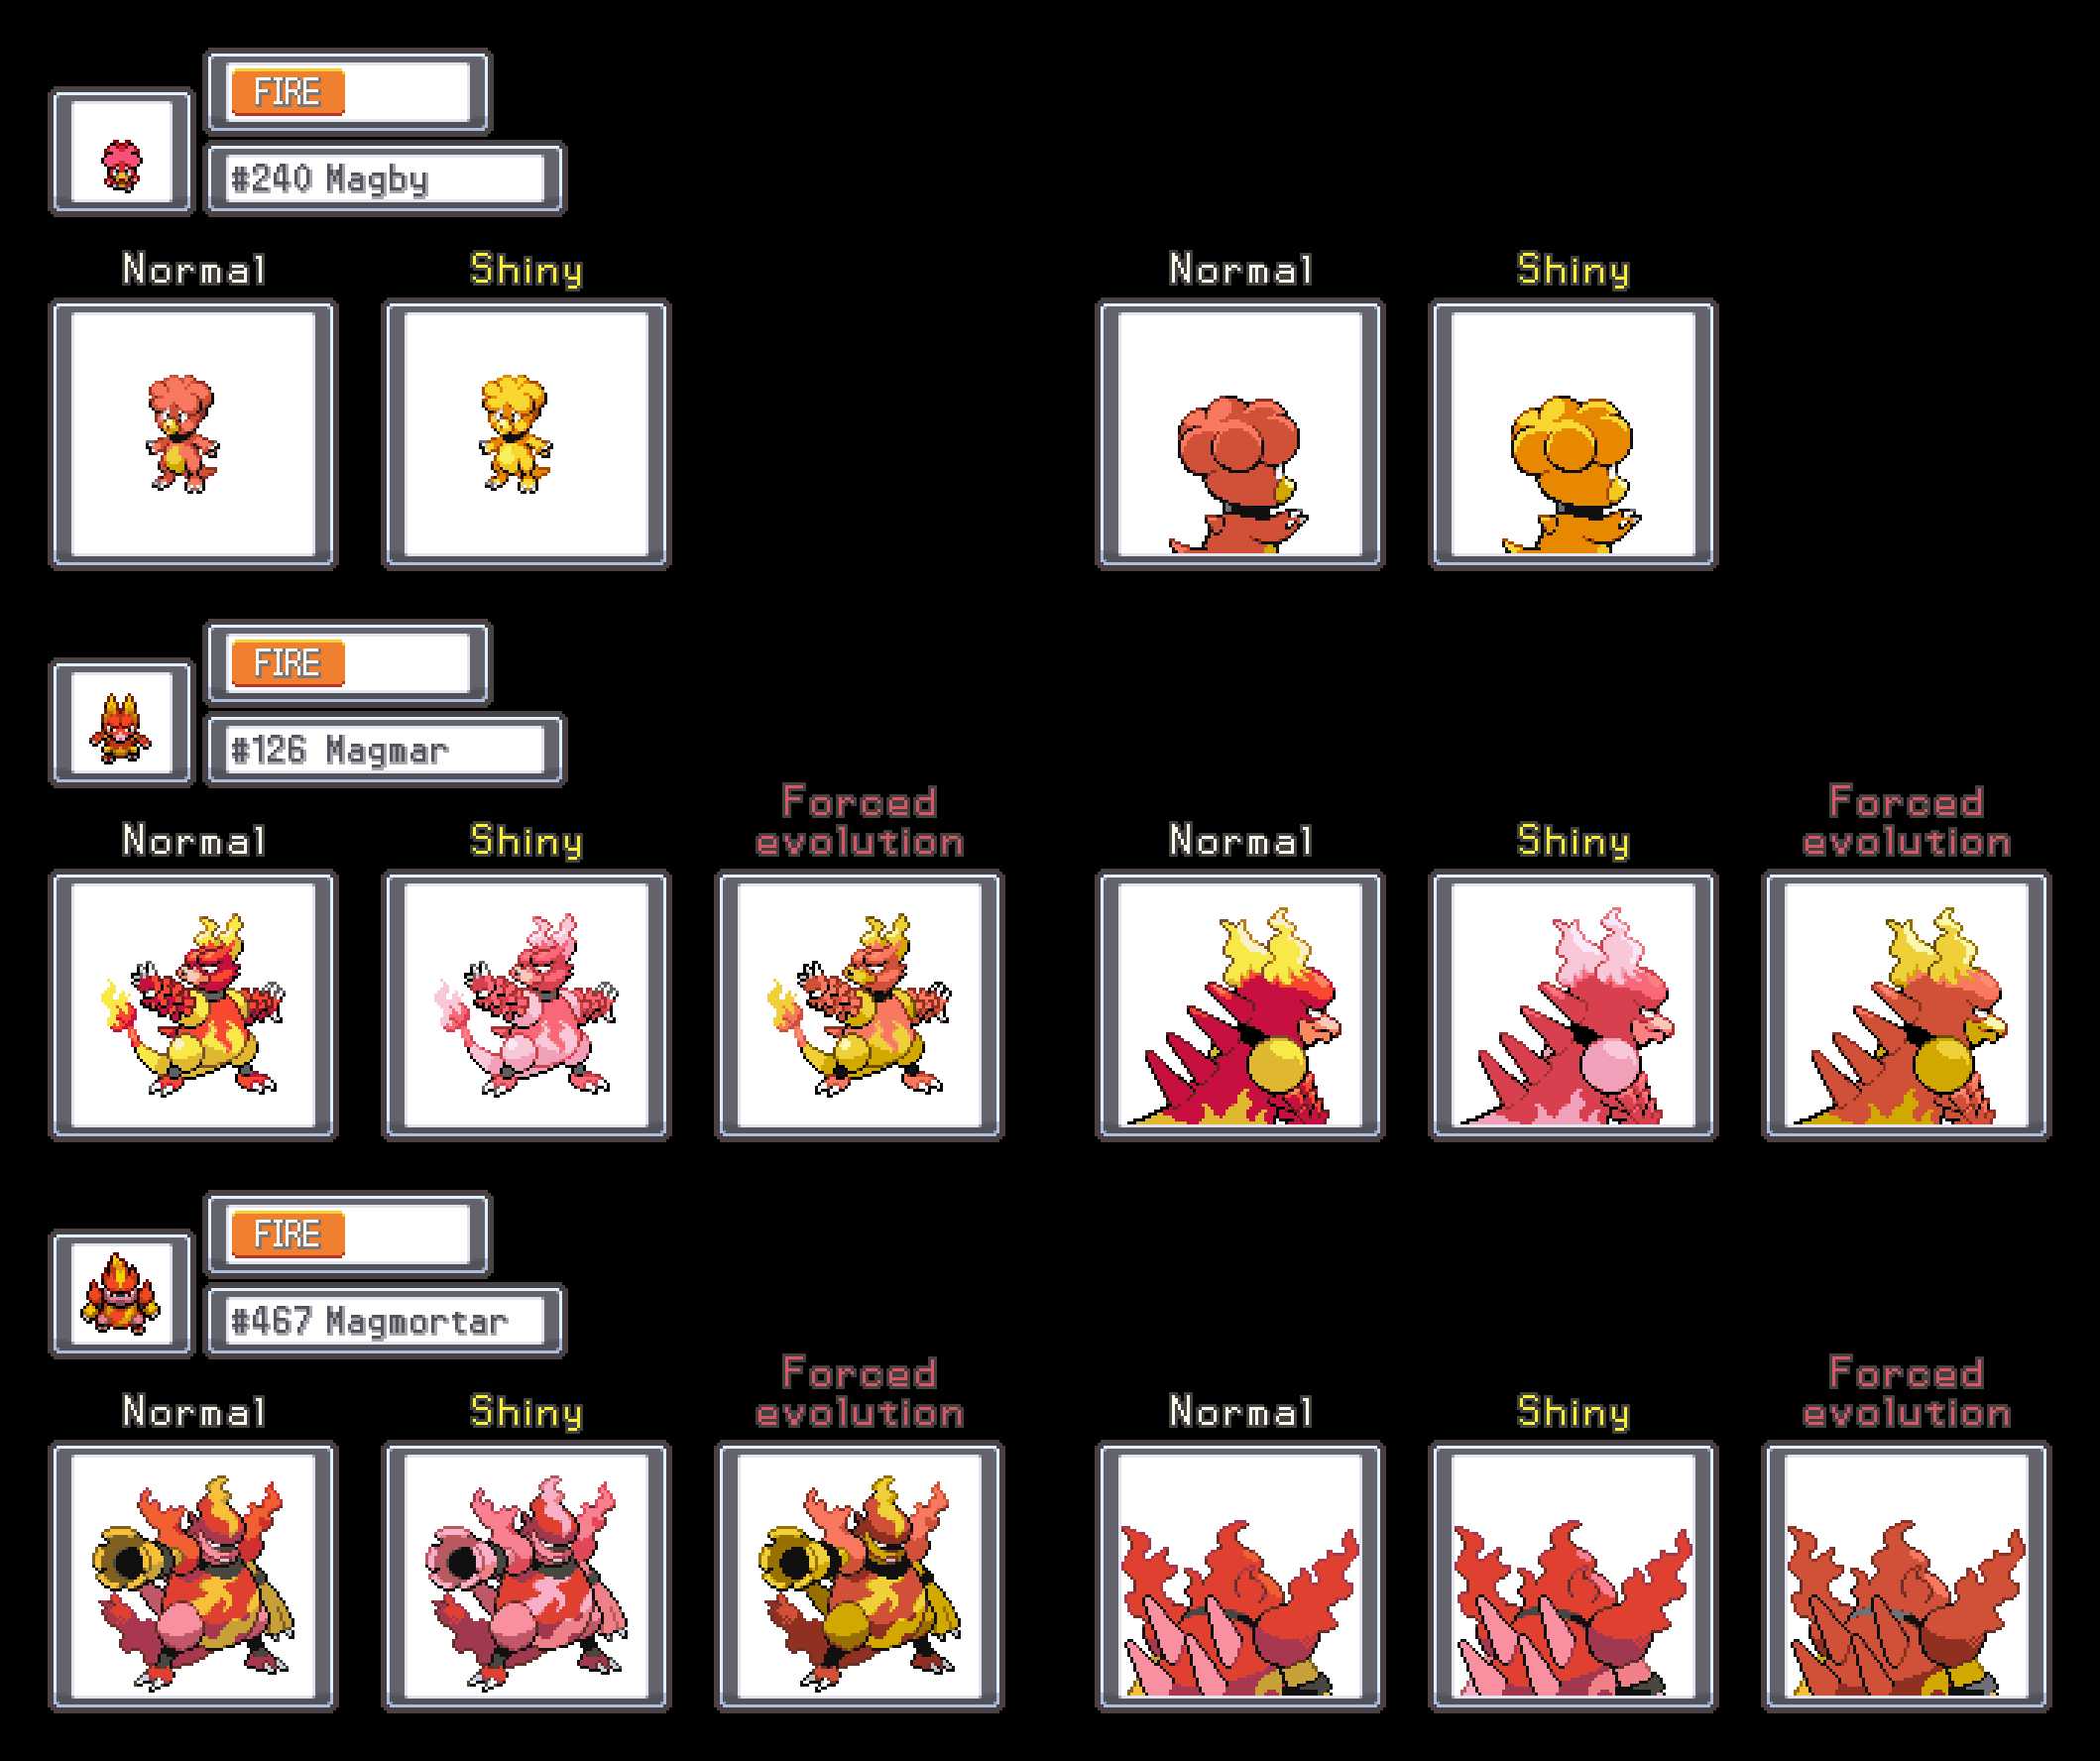 FIRE
#240 Magby
Normal Shiny Normal Shiny
FIRE
#126 Magmar
Forced Forced
Normal Shiny evolution Normal Shiny evolution
FIRE
#467 Magmortar
Forced Forced
Normal Shiny evolution Normal Shiny evolution